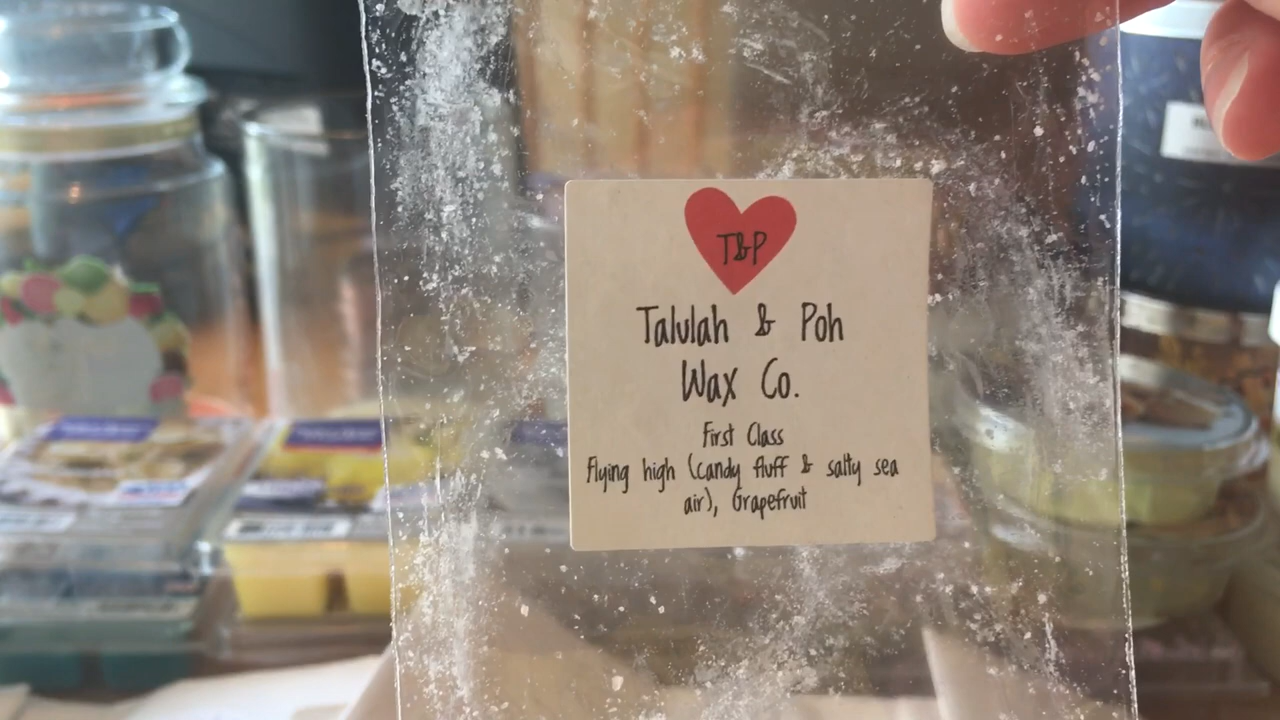 T&P
Talulah & Poh
Wax Co.
First Class
Flying high (candy fluff & salty sea
air), Grapefruit